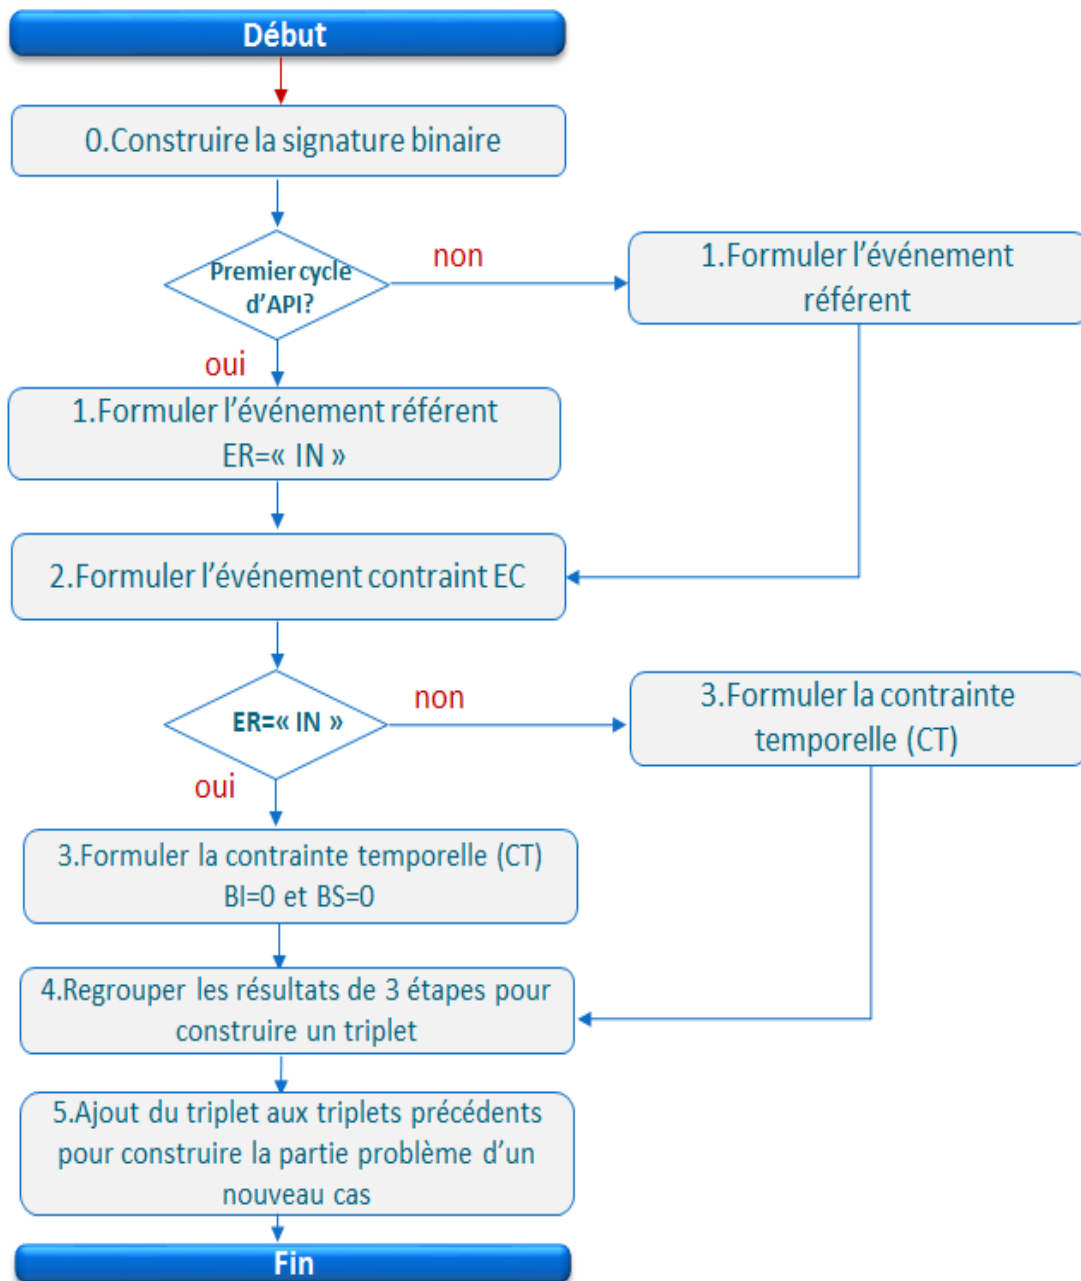 Début
0.Construire la signature binaire
Premier cycle
d'API?
non
1.Formuler l'événement
référent
oui
1.Formuler l'événement référent
ER=« IN »
2.Formuler l'événement contraint EC
ER=« IN »
non
3.Formuler la contrainte
temporelle (CT)
oui
3.Formuler la contrainte temporelle (CT)
BI=0 et BS=0
4.Regrouper les résultats de 3 étapes pour
construire un triplet
5.Ajout du triplet aux triplets précédents
pour construire la partie problème d'un
nouveau cas
Fin